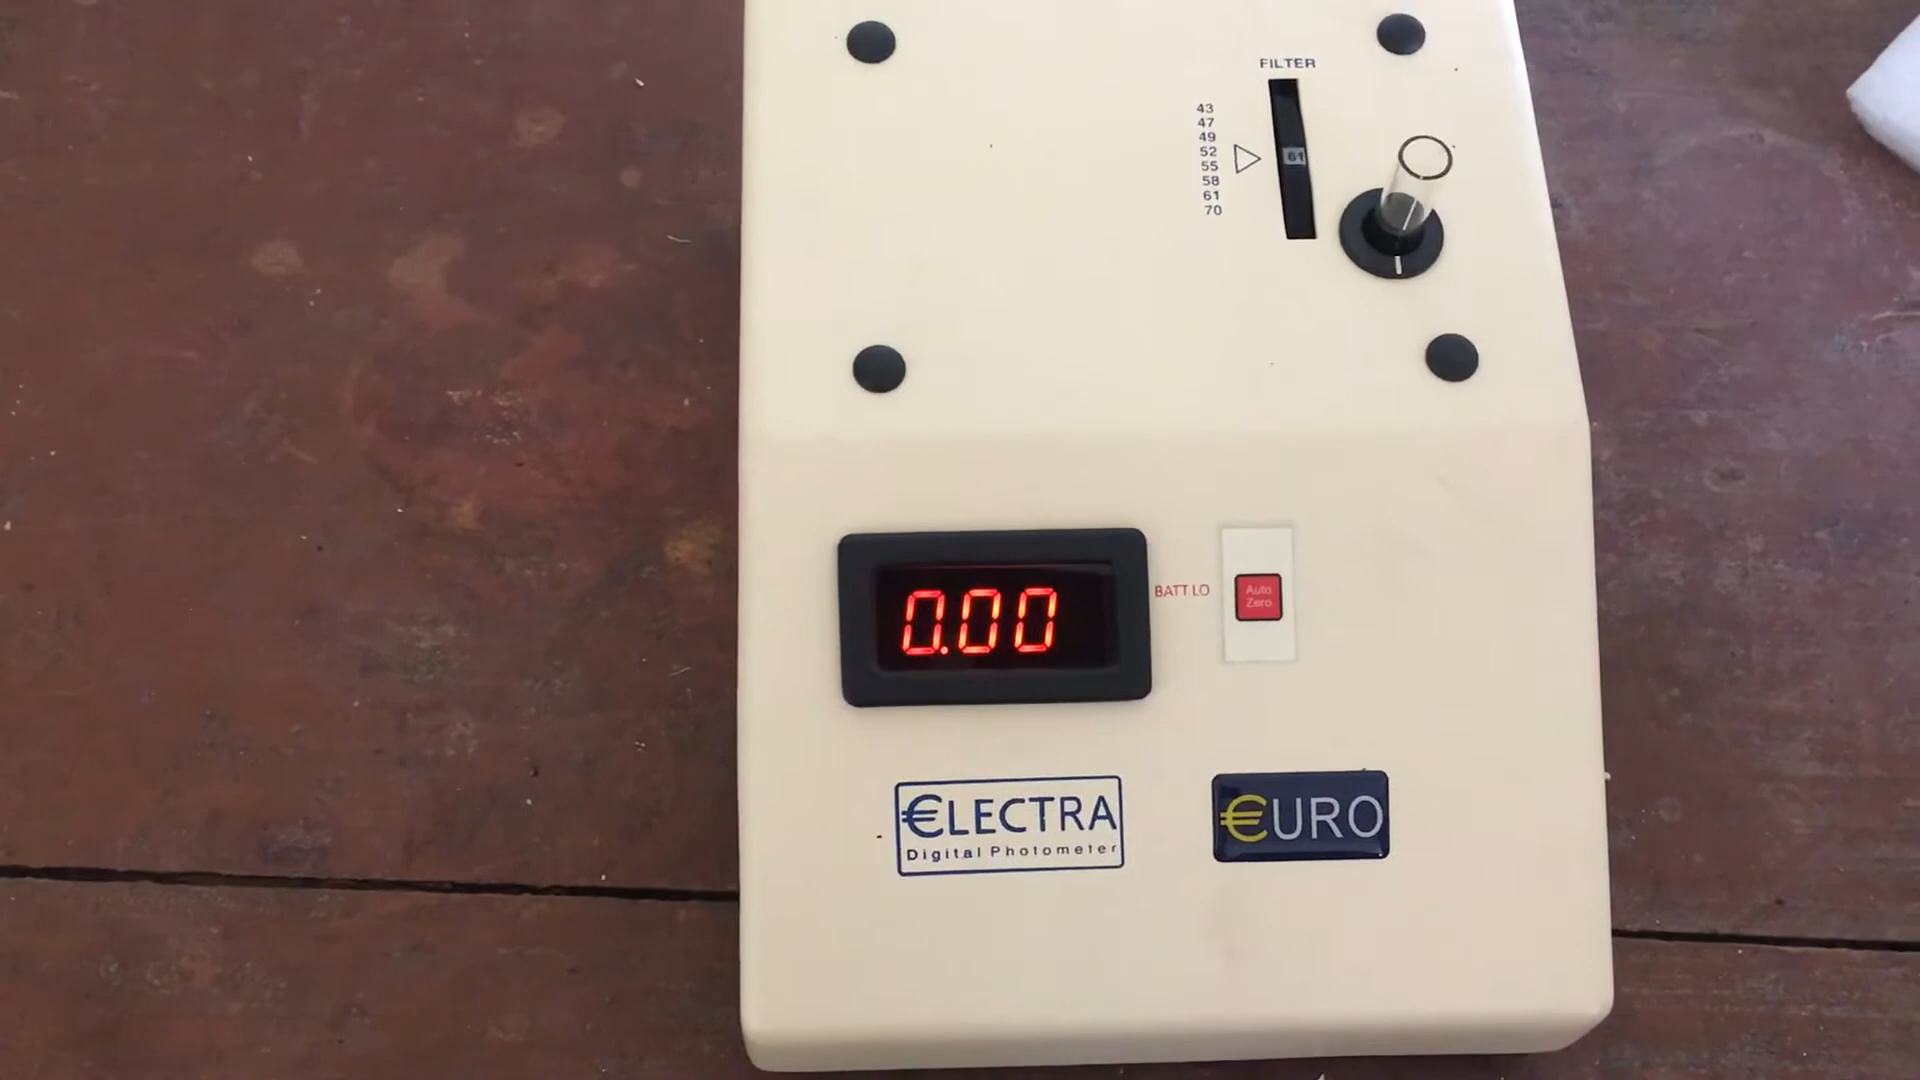 FILTER
43
47
49
52
55
58
61
70
61
0.00
BATT LO
Auto
Zero
€LECTRA
Digital Photometer
€URO